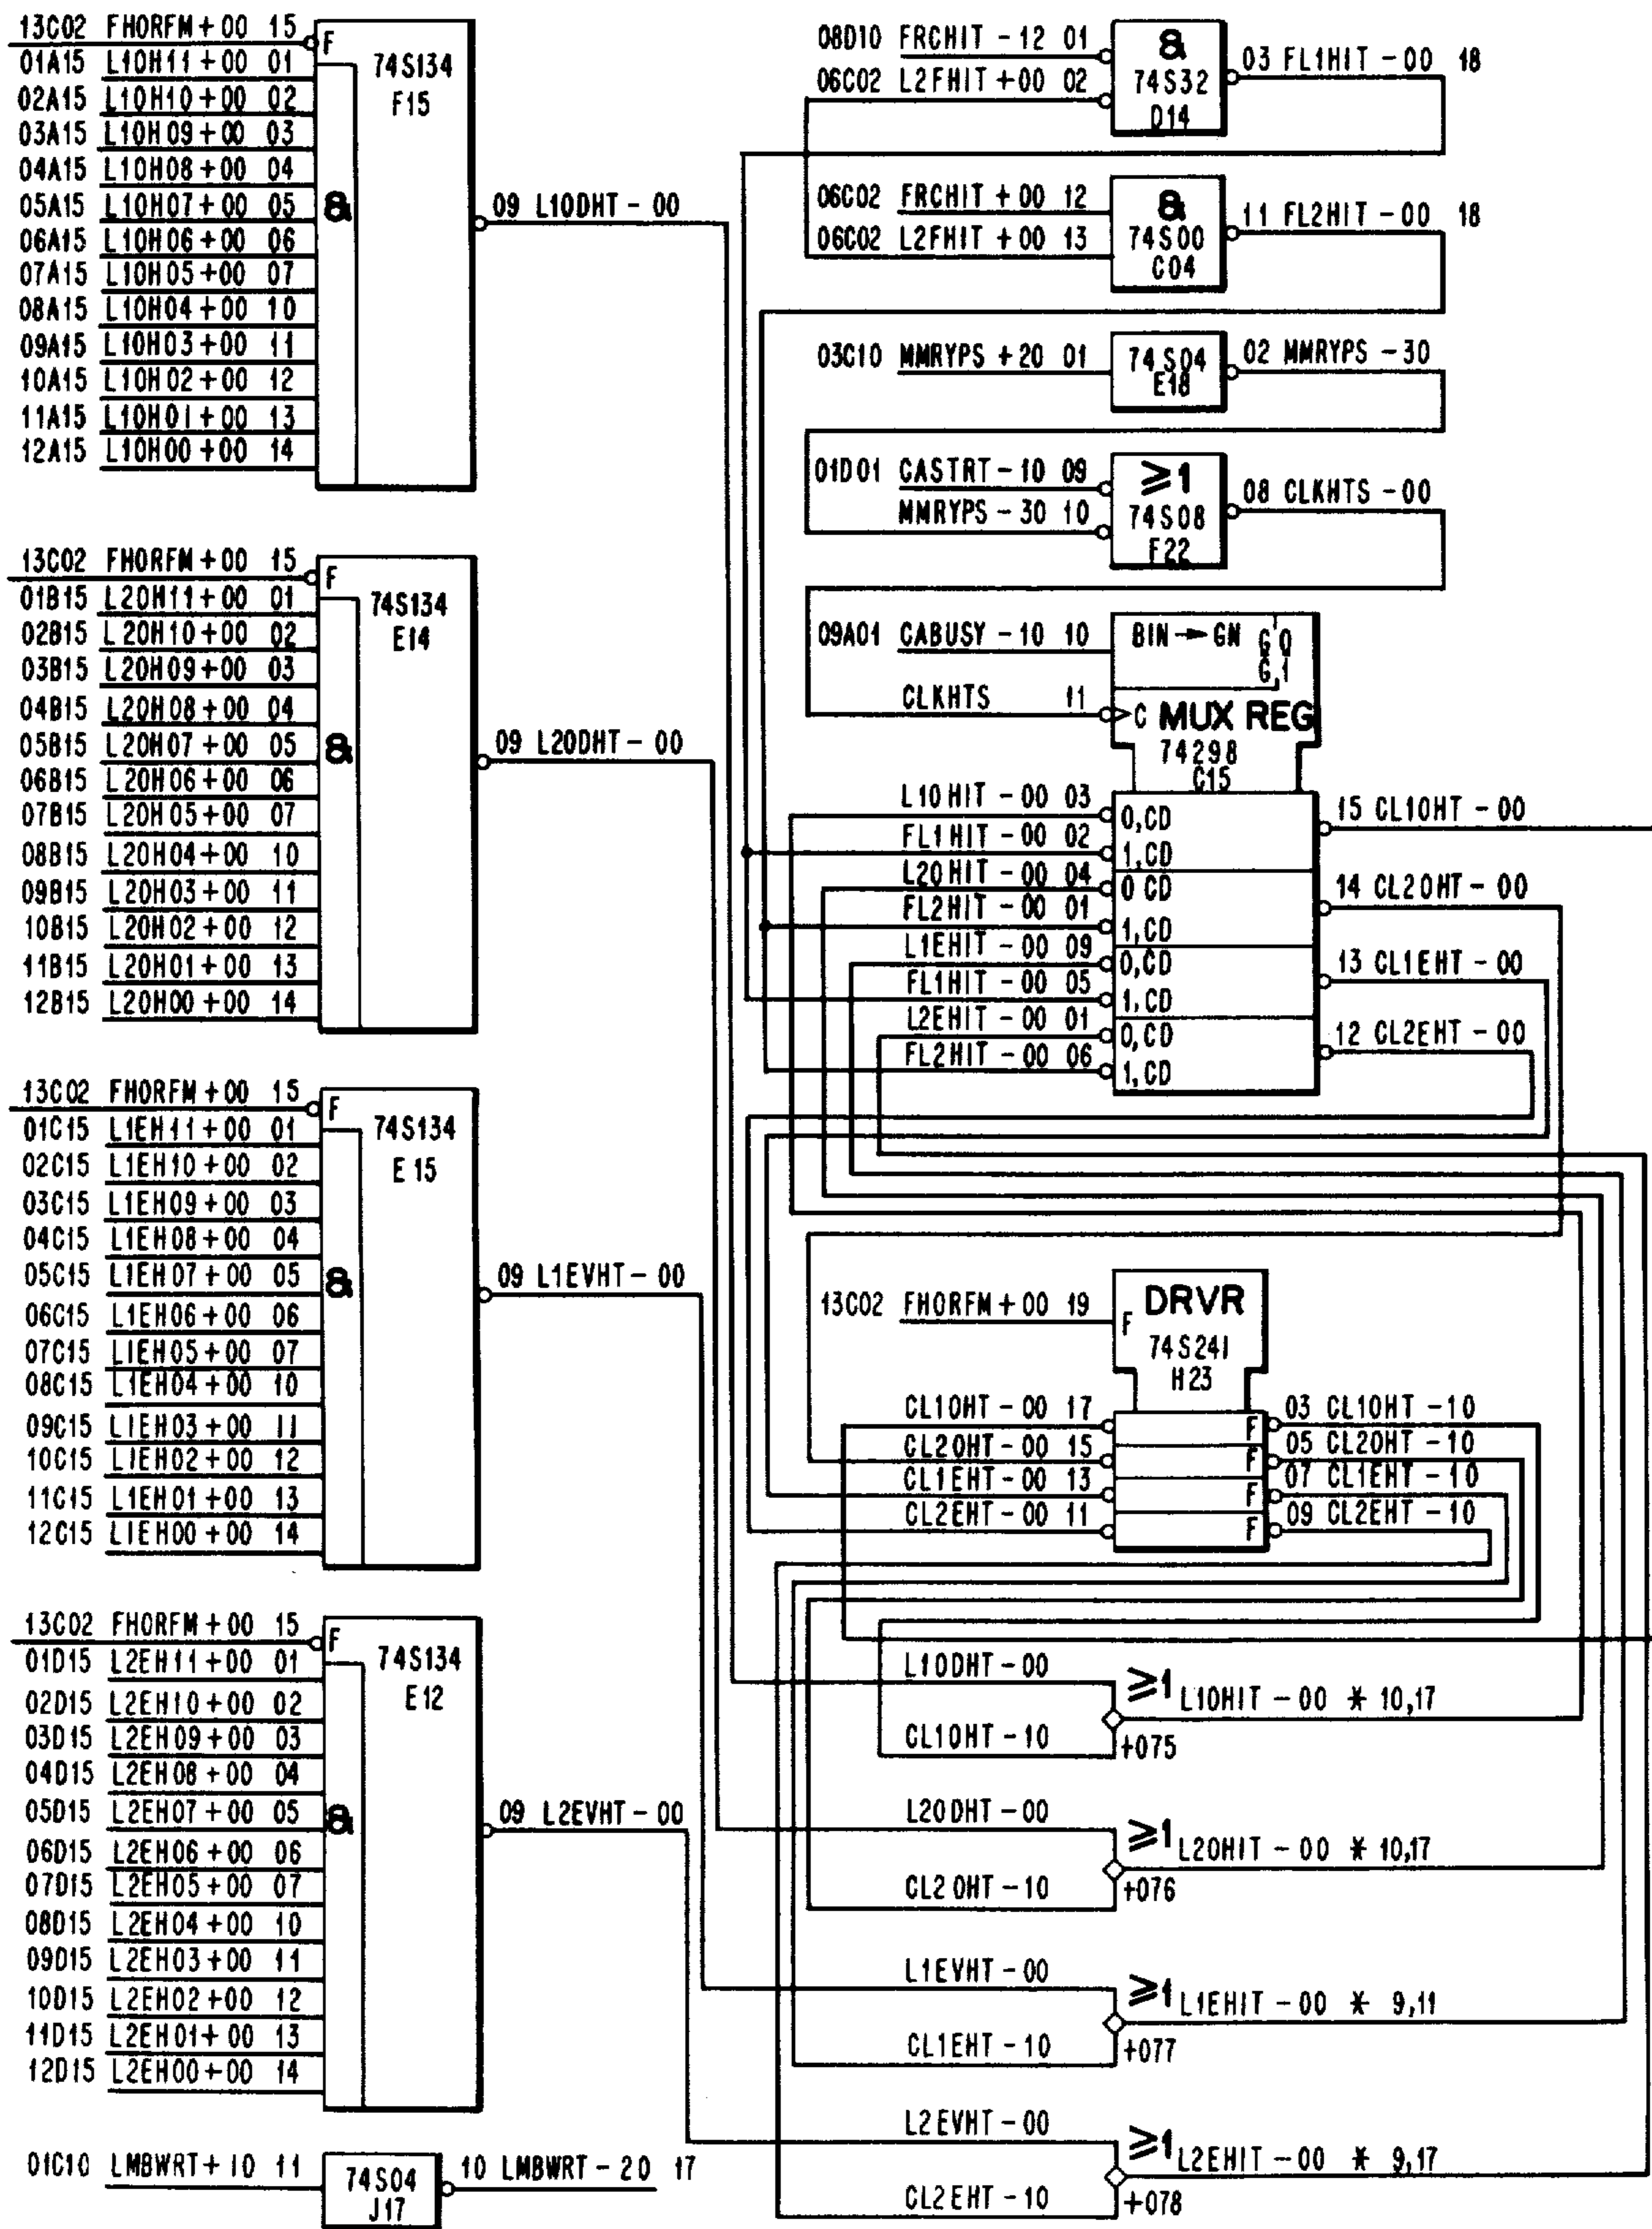 13C02 FHORFM+00 15
F
01A15 L10H11+00 01
74S134
02A15 L10H10+00 02
F15
03A15 L10H09+00 03
04A15 L10H08+00 04
05A15 L10H07+00 05
&
09 L10DHT-00
06A15 L10H06+00 06
07A15 L10H05+00 07
08A15 L10H04+00 10
09A15 L10H03+00 11
10A15 L10H02+00 12
11A15 L10H01+00 13
12A15 L10H00+00 14
13C02 FHORFM+00 15
F
01B15 L20H11+00 01
74S134
02B15 L20H10+00 02
E14
03B15 L20H09+00 03
04B15 L20H08+00 04
05B15 L20H07+00 05
&
09 L20DHT-00
06B15 L20H06+00 06
07B15 L20H05+00 07
08B15 L20H04+00 10
09B15 L20H03+00 11
10B15 L20H02+00 12
11B15 L20H01+00 13
12B15 L20H00+00 14
13C02 FHORFM+00 15
F
01C15 L1EH11+00 01
74S134
02C15 L1EH10+00 02
E15
03C15 L1EH09+00 03
04C15 L1EH08+00 04
05C15 L1EH07+00 05
&
09 L1EVHT-00
06C15 L1EH06+00 06
07C15 L1EH05+00 07
08C15 L1EH04+00 10
09C15 L1EH03+00 11
10C15 L1EH02+00 12
11C15 L1EH01+00 13
12C15 L1EH00+00 14
13C02 FHORFM+00 15
F
01D15 L2EH11+00 01
74S134
02D15 L2EH10+00 02
E12
03D15 L2EH09+00 03
04D15 L2EH08+00 04
05D15 L2EH07+00 05
&
09 L2EVHT-00
06D15 L2EH06+00 06
07D15 L2EH05+00 07
08D15 L2EH04+00 10
09D15 L2EH03+00 11
10D15 L2EH02+00 12
11D15 L2EH01+00 13
12D15 L2EH00+00 14
01C10 LMBWRT+10 11
74S04
J17
10 LMBWRT-20 17
08D10 FRCHIT-12 01
06C02 L2FHIT+00 02
&
74S32
D14
03 FL1HIT-00 18
06C02 FRCHIT+00 12
06C02 L2FHIT+00 13
&
74S00
C04
11 FL2HIT-00 18
03C10 MMRYPS+20 01
74S04
E18
02 MMRYPS-30
01D01 CASTRT-10 09
MMRYPS-30 10
≥1
74S08
F22
08 CLKHTS-00
09A01 CABUSY-10 10
BIN→GN G,0
G,1
CLKHTS 11
C MUX REG
74298
C15
L10HIT-00 03
0,CD
15 CL10HT-00
FL1HIT-00 02
1,CD
L20HIT-00 04
0 CD
14 CL20HT-00
FL2HIT-00 01
1,CD
L1EHIT-00 09
0,CD
13 CL1EHT-00
FL1HIT-00 05
1,CD
L2EHIT-00 01
0,CD
12 CL2EHT-00
FL2HIT-00 06
1,CD
13C02 FHORFM+00 19
F
DRVR
74S241
H23
CL10HT-00 17
F
03 CL10HT-10
CL20HT-00 15
F
05 CL20HT-10
CL1EHT-00 13
F
07 CL1EHT-10
CL2EHT-00 11
F
09 CL2EHT-10
L10DHT-00
≥1
L10HIT-00 * 10,17
CL10HT-10
+075
L20DHT-00
≥1
L20HIT-00 * 10,17
CL20HT-10
+076
L1EVHT-00
≥1
L1EHIT-00 * 9,11
CL1EHT-10
+077
L2EVHT-00
≥1
L2EHIT-00 * 9,17
CL2EHT-10
+078